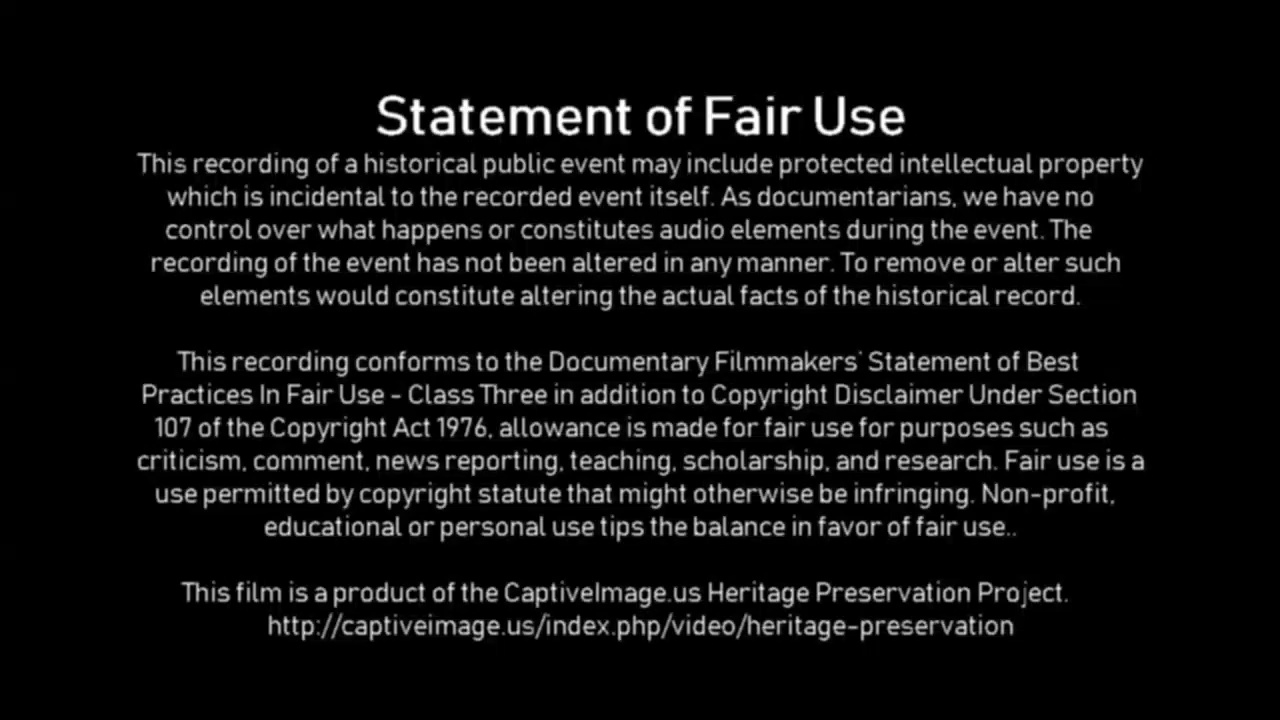 Statement of Fair Use
This recording of a historical public event may include protected intellectual property
which is incidental to the recorded event itself. As documentarians, we have no
control over what happens or constitutes audio elements during the event. The
recording of the event has not been altered in any manner. To remove or alter such
elements would constitute altering the actual facts of the historical record.
This recording conforms to the Documentary Filmmakers' Statement of Best
Practices In Fair Use - Class Three in addition to Copyright Disclaimer Under Section
107 of the Copyright Act 1976, allowance is made for fair use for purposes such as
criticism, comment, news reporting, teaching, scholarship, and research. Fair use is a
use permitted by copyright statute that might otherwise be infringing. Non-profit,
educational or personal use tips the balance in favor of fair use..
This film is a product of the CaptiveImage.us Heritage Preservation Project.
http://captiveimage.us/index.php/video/heritage-preservation